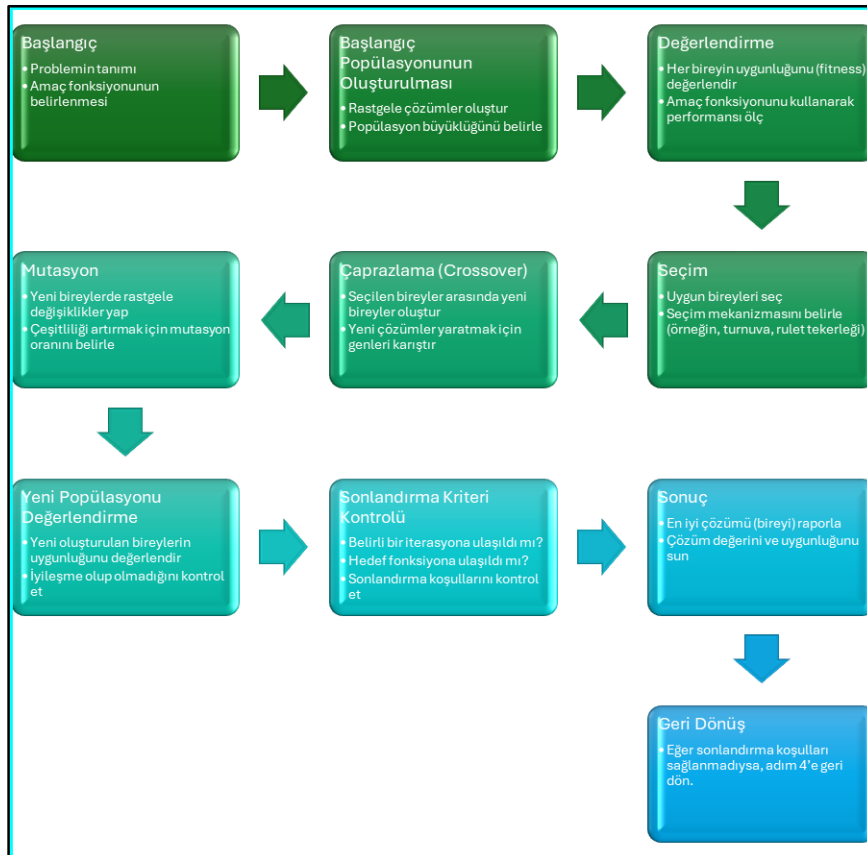 Başlangıç
• Problemin tanımı
• Amaç fonksiyonunun
belirlenmesi
Başlangıç
Popülasyonunun
Oluşturulması
• Rastgele çözümler oluştur
• Popülasyon büyüklüğünü belirle
Değerlendirme
• Her bireyin uygunluğunu (fitness)
değerlendir
• Amaç fonksiyonunu kullanarak
performansı ölç
Seçim
• Uygun bireyleri seç
• Seçim mekanizmasını belirle
(örneğin, turnuva, rulet tekerleği)
Çaprazlama (Crossover)
• Seçilen bireyler arasında yeni
bireyler oluştur
• Yeni çözümler yaratmak için
genleri karıştır
Mutasyon
• Yeni bireylerde rastgele
değişiklikler yap
• Çeşitliliği artırmak için mutasyon
oranını belirle
Yeni Popülasyonu
Değerlendirme
• Yeni oluşturulan bireylerin
uygunluğunu değerlendir
• İyileşme olup olmadığını kontrol
et
Sonlandırma Kriteri
Kontrolü
• Belirli bir iterasyona ulaşıldı mı?
• Hedef fonksiyona ulaşıldı mı?
• Sonlandırma koşullarını kontrol
et
Sonuç
• En iyi çözümü (bireyi) raporla
• Çözüm değerini ve uygunluğunu
sun
Geri Dönüş
• Eğer sonlandırma koşulları
sağlanmadıysa, adım 4’e geri
dön.